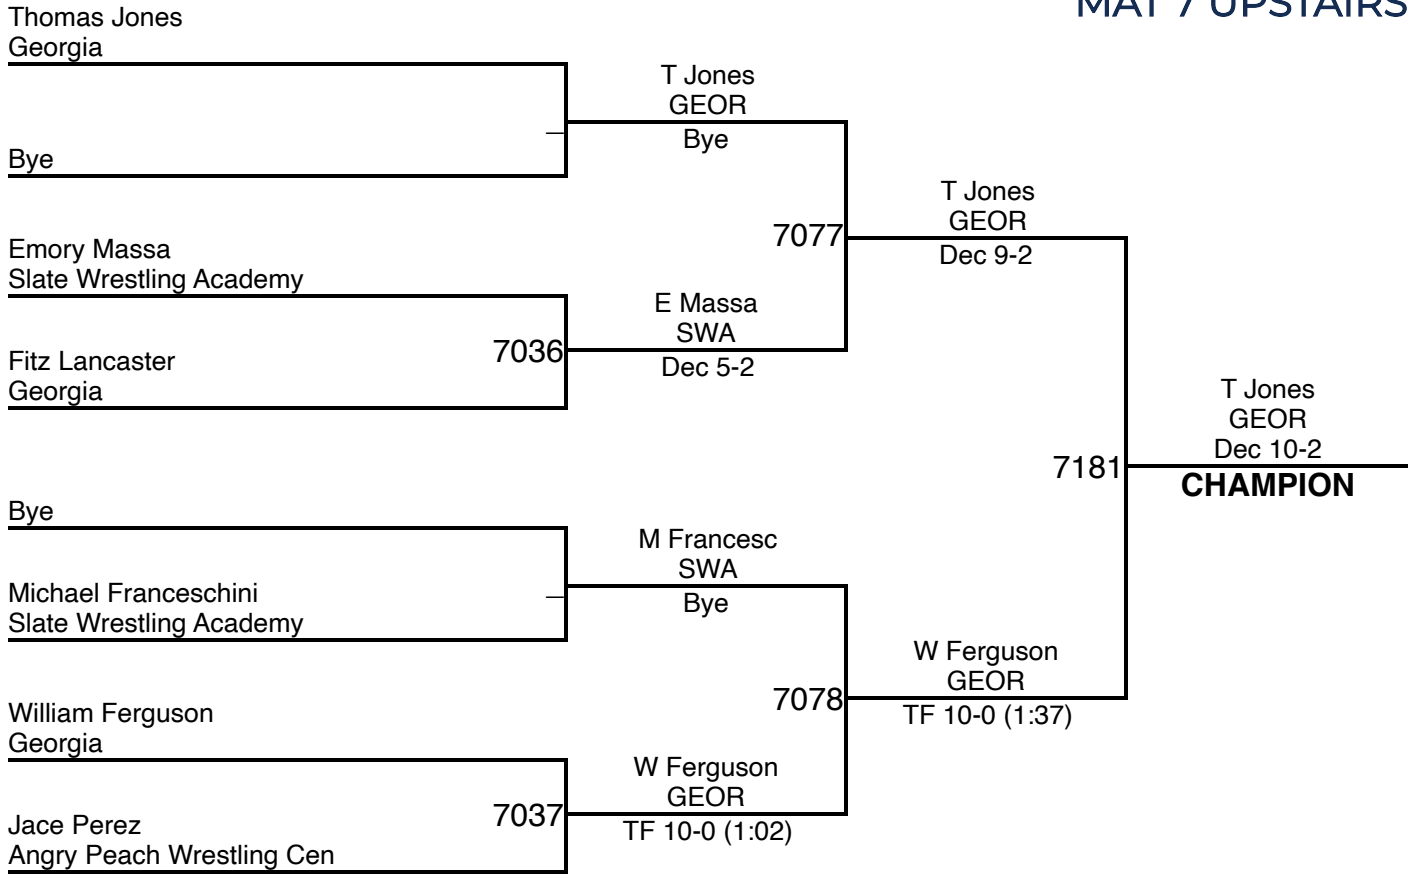 MAT 7 UPSTAIRS
Thomas Jones
Georgia
T Jones
GEOR
Bye
_
Bye
T Jones
GEOR
Dec 9-2
7077
Emory Massa
Slate Wrestling Academy
E Massa
SWA
Dec 5-2
7036
Fitz Lancaster
Georgia
T Jones
GEOR
Dec 10-2
CHAMPION
7181
Bye
M Francesc
SWA
Bye
_
Michael Franceschini
Slate Wrestling Academy
W Ferguson
GEOR
TF 10-0 (1:37)
7078
William Ferguson
Georgia
W Ferguson
GEOR
TF 10-0 (1:02)
7037
Jace Perez
Angry Peach Wrestling Cen